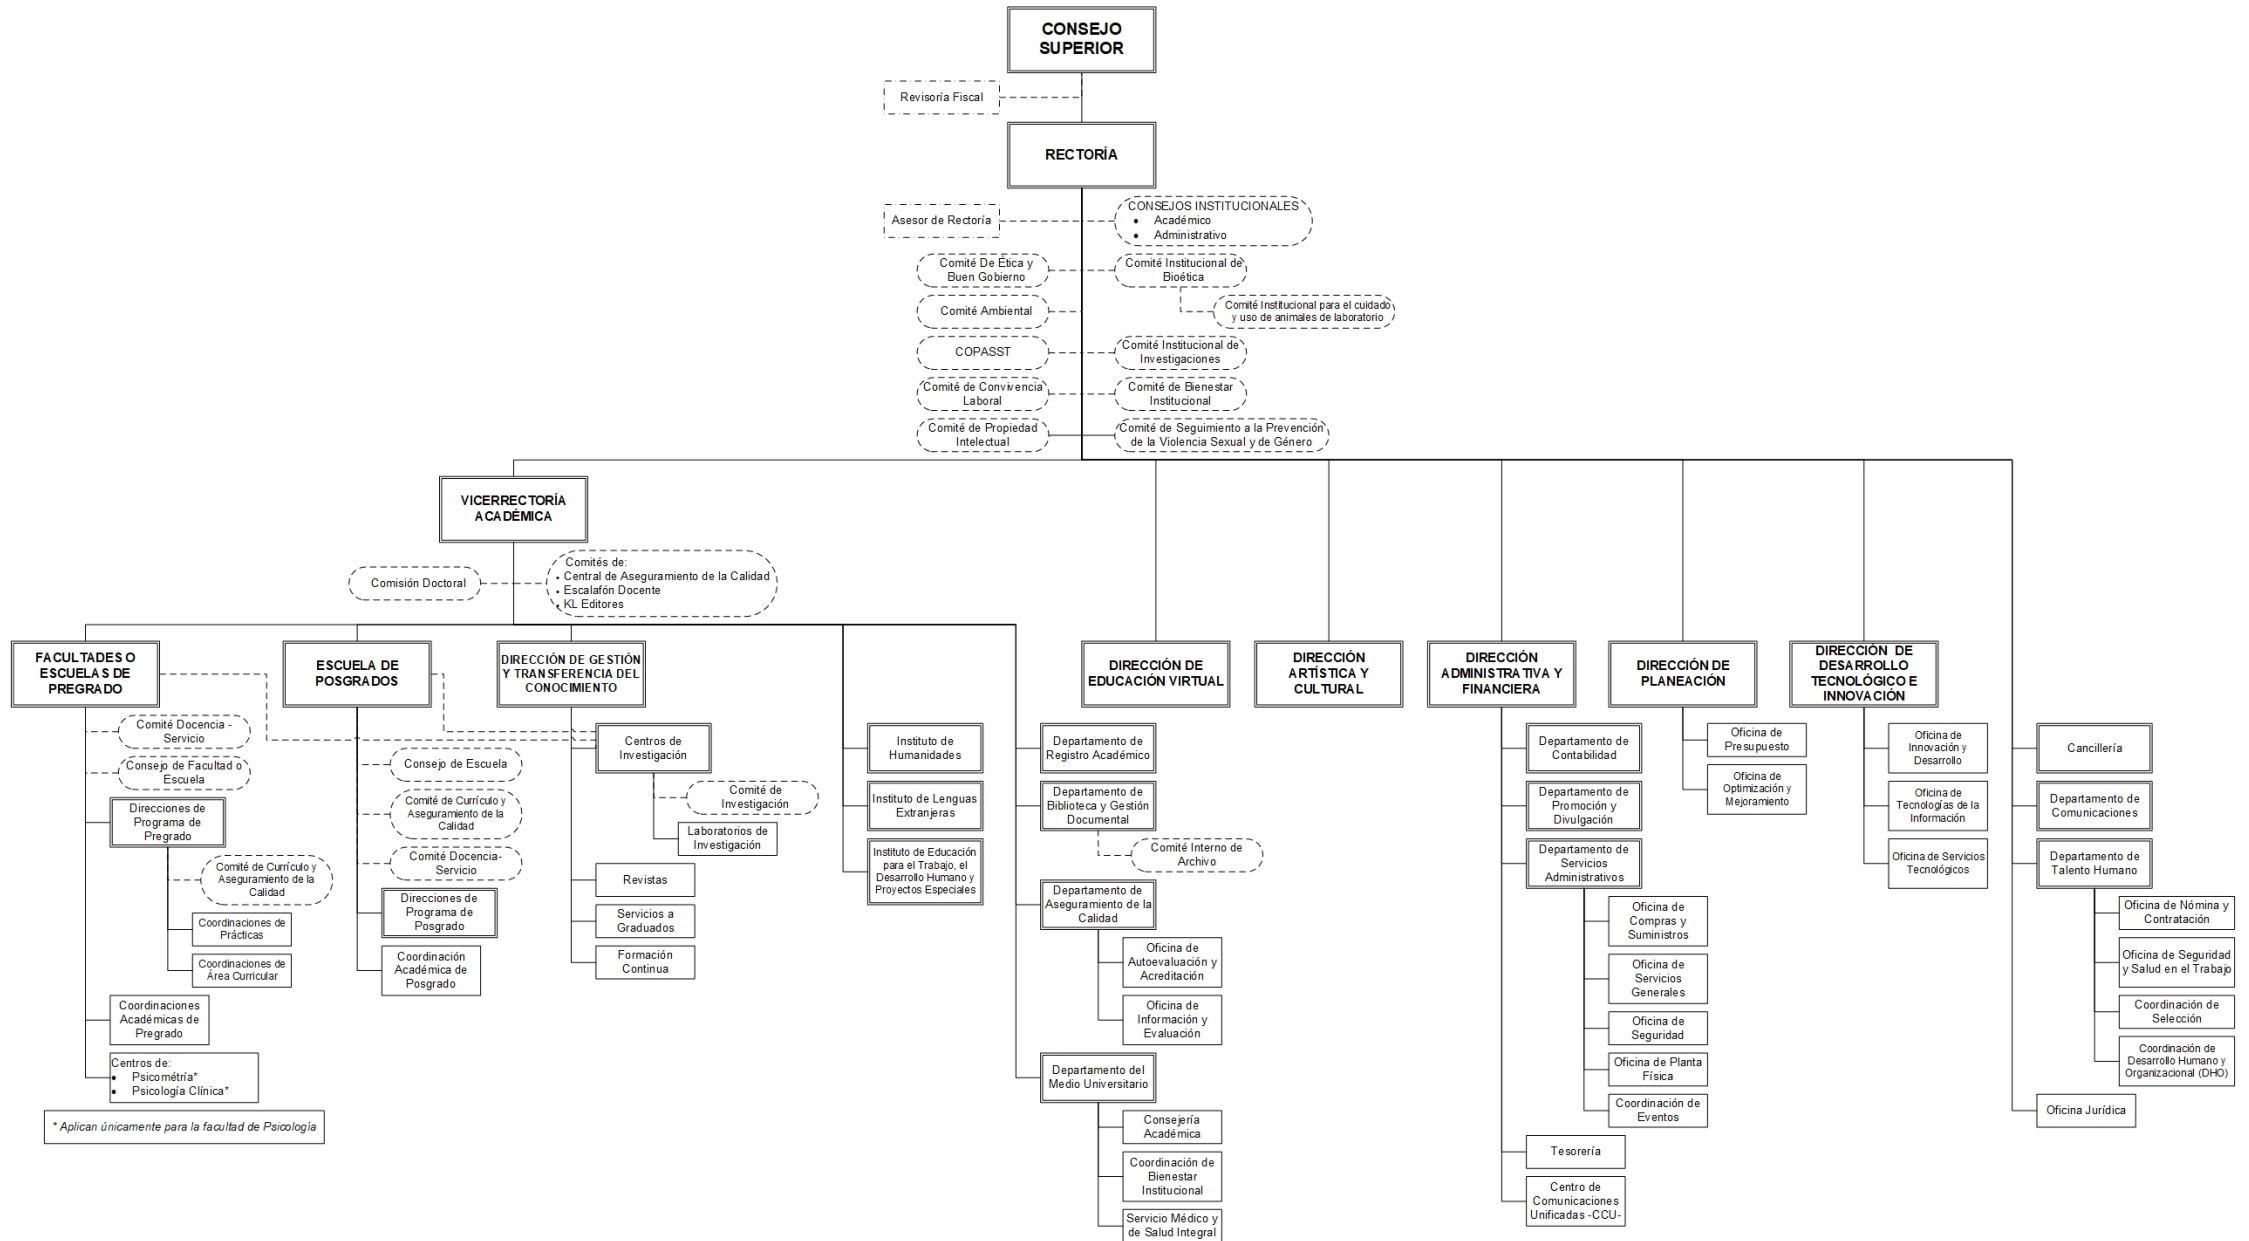 CONSEJO
SUPERIOR
Revisoría Fiscal
RECTORÍA
Asesor de Rectoría
CONSEJOS INSTITUCIONALES
• Académico
• Administrativo
Comité De Ética y
Buen Gobierno
Comité Institucional de
Bioética
Comité Ambiental
Comité Institucional para el cuidado
y uso de animales de laboratorio
COPASST
Comité Institucional de
Investigaciones
Comité de Convivencia
Laboral
Comité de Bienestar
Institucional
Comité de Propiedad
Intelectual
Comité de Seguimiento a la Prevención
de la Violencia Sexual y de Género
VICERRECTORÍA
ACADÉMICA
Comisión Doctoral
Comités de:
• Central de Aseguramiento de la Calidad
• Escalafón Docente
• KL Editores
FACULTADES O
ESCUELAS DE
PREGRADO
Comité Docencia -
Servicio
Consejo de Facultad o
Escuela
Direcciones de
Programa de
Pregrado
Comité de Currículo y
Aseguramiento de la
Calidad
Coordinaciones de
Prácticas
Coordinaciones de
Área Curricular
Coordinaciones
Académicas de
Pregrado
Centros de:
• Psicométría*
• Psicología Clínica*
* Aplican únicamente para la facultad de Psicología
ESCUELA DE
POSGRADOS
Consejo de Escuela
Comité de Currículo y
Aseguramiento de la
Calidad
Comité Docencia-
Servicio
Direcciones de
Programa de
Posgrado
Coordinación
Académica de
Posgrado
DIRECCIÓN DE GESTIÓN
Y TRANSFERENCIA DEL
CONOCIMIENTO
Centros de
Investigación
Comité de
Investigación
Laboratorios de
Investigación
Revistas
Servicios a
Graduados
Formación
Continua
Instituto de
Humanidades
Instituto de Lenguas
Extranjeras
Instituto de Educación
para el Trabajo, el
Desarrollo Humano y
Proyectos Especiales
Departamento de
Registro Académico
Departamento de
Biblioteca y Gestión
Documental
Comité Interno de
Archivo
Departamento de
Aseguramiento de la
Calidad
Oficina de
Autoevaluación y
Acreditación
Oficina de
Información y
Evaluación
Departamento del
Medio Universitario
Consejería
Académica
Coordinación de
Bienestar
Institucional
Servicio Médico y
de Salud Integral
DIRECCIÓN DE
EDUCACIÓN VIRTUAL
DIRECCIÓN
ARTÍSTICA Y
CULTURAL
DIRECCIÓN
ADMINISTRATIVA Y
FINANCIERA
Departamento de
Contabilidad
Departamento de
Promoción y
Divulgación
Departamento de
Servicios
Administrativos
Oficina de
Compras y
Suministros
Oficina de
Servicios
Generales
Oficina de
Seguridad
Oficina de Planta
Física
Coordinación de
Eventos
Tesorería
Centro de
Comunicaciones
Unificadas -CCU-
DIRECCIÓN DE
PLANEACIÓN
Oficina de
Presupuesto
Oficina de
Optimización y
Mejoramiento
DIRECCIÓN DE
DESARROLLO
TECNOLÓGICO E
INNOVACIÓN
Oficina de
Innovación y
Desarrollo
Oficina de
Tecnologías de la
Información
Oficina de Servicios
Tecnológicos
Cancillería
Departamento de
Comunicaciones
Departamento de
Talento Humano
Oficina de Nómina y
Contratación
Oficina de Seguridad
y Salud en el Trabajo
Coordinación de
Selección
Coordinación de
Desarrollo Humano y
Organizacional (DHO)
Oficina Jurídica